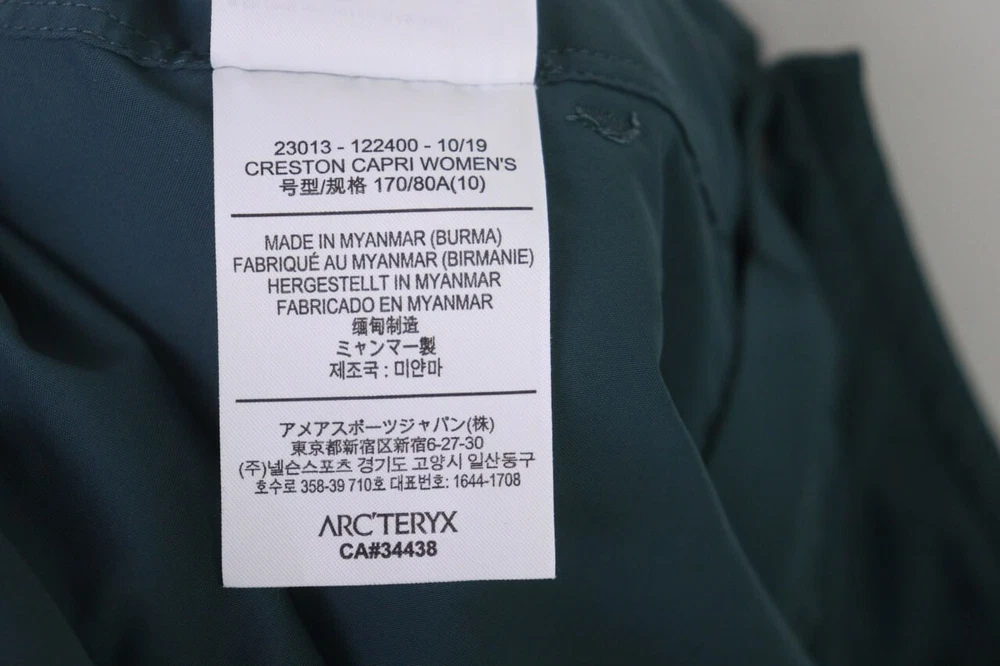 23013 - 122400 - 10/19
CRESTON CAPRI WOMEN'S
号型/规格 170/80A(10)
MADE IN MYANMAR (BURMA)
FABRIQUÉ AU MYANMAR (BIRMANIE)
HERGESTELLT IN MYANMAR
FABRICADO EN MYANMAR
缅甸制造
ミャンマー製
제조국 : 미얀마
アメアスポーツジャパン(株)
東京都新宿区新宿6-27-30
(주)넬슨스포츠 경기도 고양시 일산동구
호수로 358-39 710호 대표번호: 1644-1708
ARC'TERYX
CA#34438